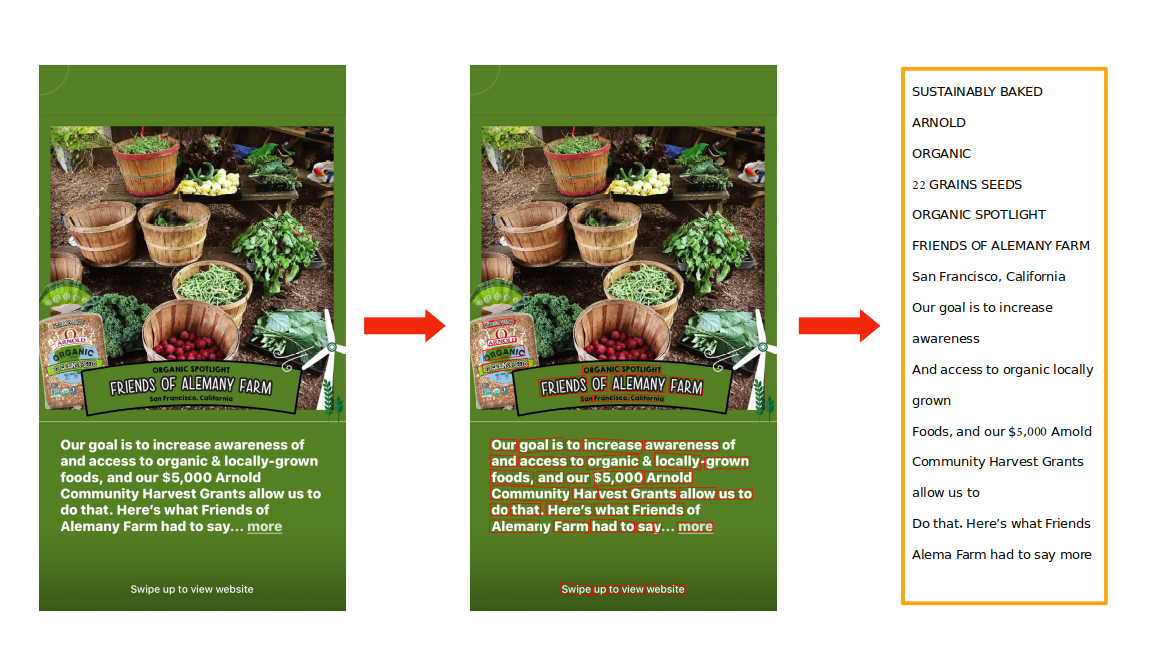 ARNOLD
ORGANIC
ORGANIC SPOTLIGHT
FRIENDS OF ALEMANY FARM
San Francisco, California
Our goal is to increase awareness of
and access to organic & locally-grown
foods, and our $5,000 Arnold
Community Harvest Grants allow us to
do that. Here's what Friends of
Alemany Farm had to say... more
Swipe up to view website
ARNOLD
ORGANIC
ORGANIC SPOTLIGHT
FRIENDS OF ALEMANY FARM
San Francisco, California
Our goal is to increase awareness of
and access to organic & locally-grown
foods, and our $5,000 Arnold
Community Harvest Grants allow us to
do that. Here's what Friends of
Alemany Farm had to say... more
Swipe up to view website
SUSTAINABLY BAKED
ARNOLD
ORGANIC
22 GRAINS SEEDS
ORGANIC SPOTLIGHT
FRIENDS OF ALEMANY FARM
San Francisco, California
Our goal is to increase
awareness
And access to organic locally
grown
Foods, and our $5,000 Arnold
Community Harvest Grants
allow us to
Do that. Here's what Friends
Alema Farm had to say more